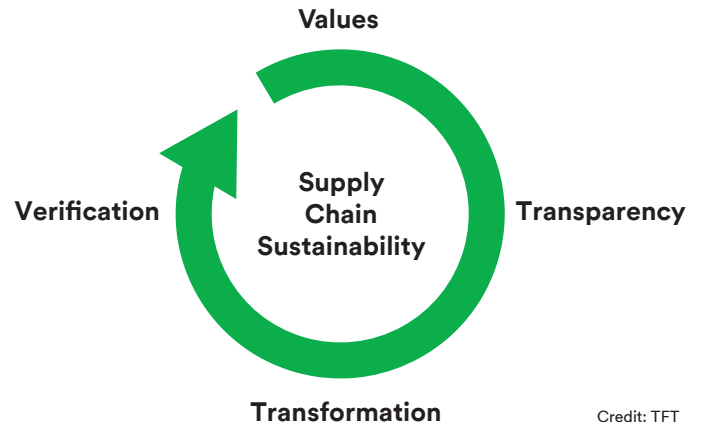 Values
Verification
Supply
Chain
Sustainability
Transparency
Transformation
Credit: TFT